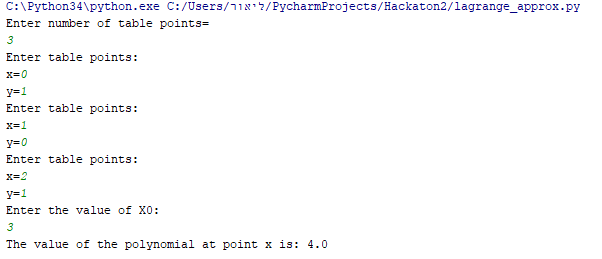 C:\Python34\python.exe C:/Users/ליאור/PycharmProjects/Hackaton2/lagrange_approx.py
Enter number of table points=
3
Enter table points:
x=0
y=1
Enter table points:
x=1
y=0
Enter table points:
x=2
y=1
Enter the value of X0:
3
The value of the polynomial at point x is: 4.0